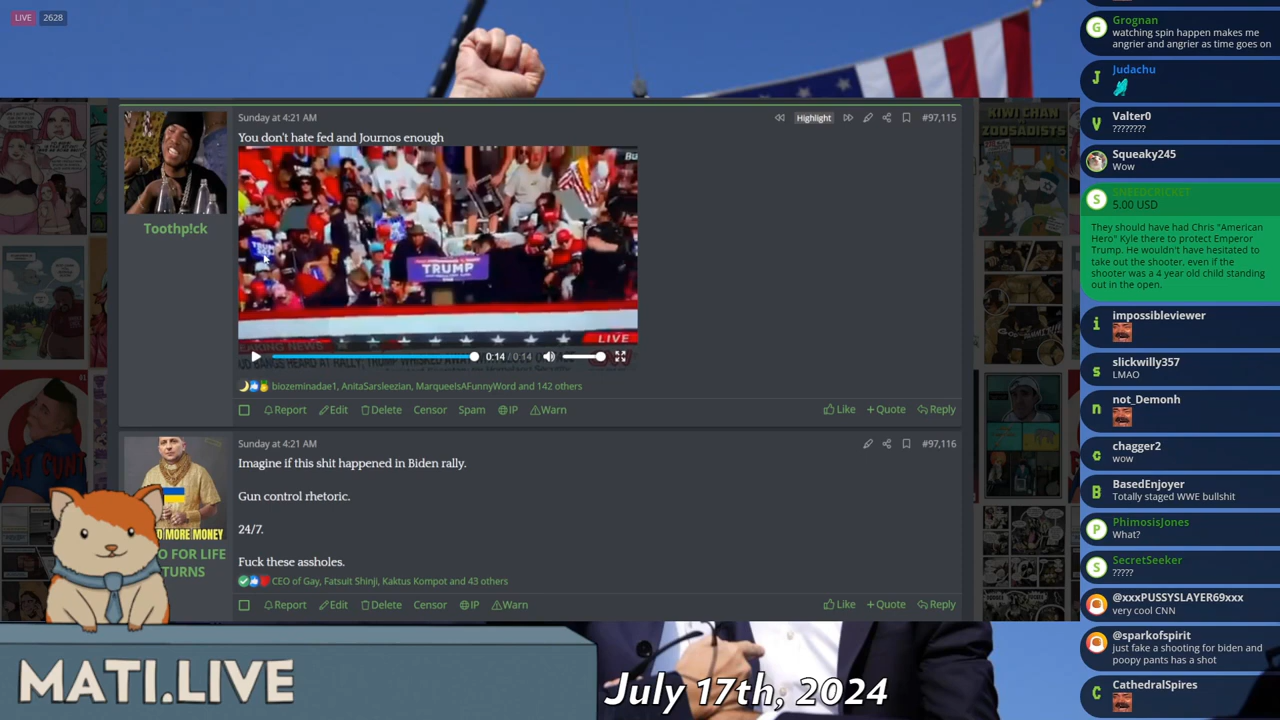 LIVE 2628
Sunday at 4:21 AM
Highlight
#97,115
You don't hate fed and Journos enough
Toothp!ck
TRUMP
LIVE
0:14 / 0:14
biozeminadae1, AnitaSarsleezian, MarqueeIsAFunnyWord and 142 others
Report Edit Delete Censor Spam IP Warn
Like + Quote Reply
Sunday at 4:21 AM
#97,116
Imagine if this shit happened in Biden rally.
Gun control rhetoric.
24/7.
Fuck these assholes.
MORE MONEY
O FOR LIFE
TURNS
CEO of Gay, Fatsuit Shinji, Kaktus Kompot and 43 others
Report Edit Delete Censor IP Warn
Like + Quote Reply
KIWI CHAN
ZOOSADISTS
FAT CUNT
MATI.LIVE
July 17th, 2024
G
Grognan
watching spin happen makes me
angrier and angrier as time goes on
J
Judachu
V
Valter0
????????
Squeaky245
Wow
S
SNEEDCRICKET
5.00 USD
They should have had Chris "American
Hero" Kyle there to protect Emperor
Trump. He wouldn't have hesitated to
take out the shooter, even if the
shooter was a 4 year old child standing
out in the open.
i
impossibleviewer
s
slickwilly357
LMAO
n
not_Demonh
c
chagger2
wow
B
BasedEnjoyer
Totally staged WWE bullshit
P
PhimosisJones
What?
S
SecretSeeker
?????
@xxxPUSSYSLAYER69xxx
very cool CNN
@sparkofspirit
just fake a shooting for biden and
poopy pants has a shot
C
CathedralSpires